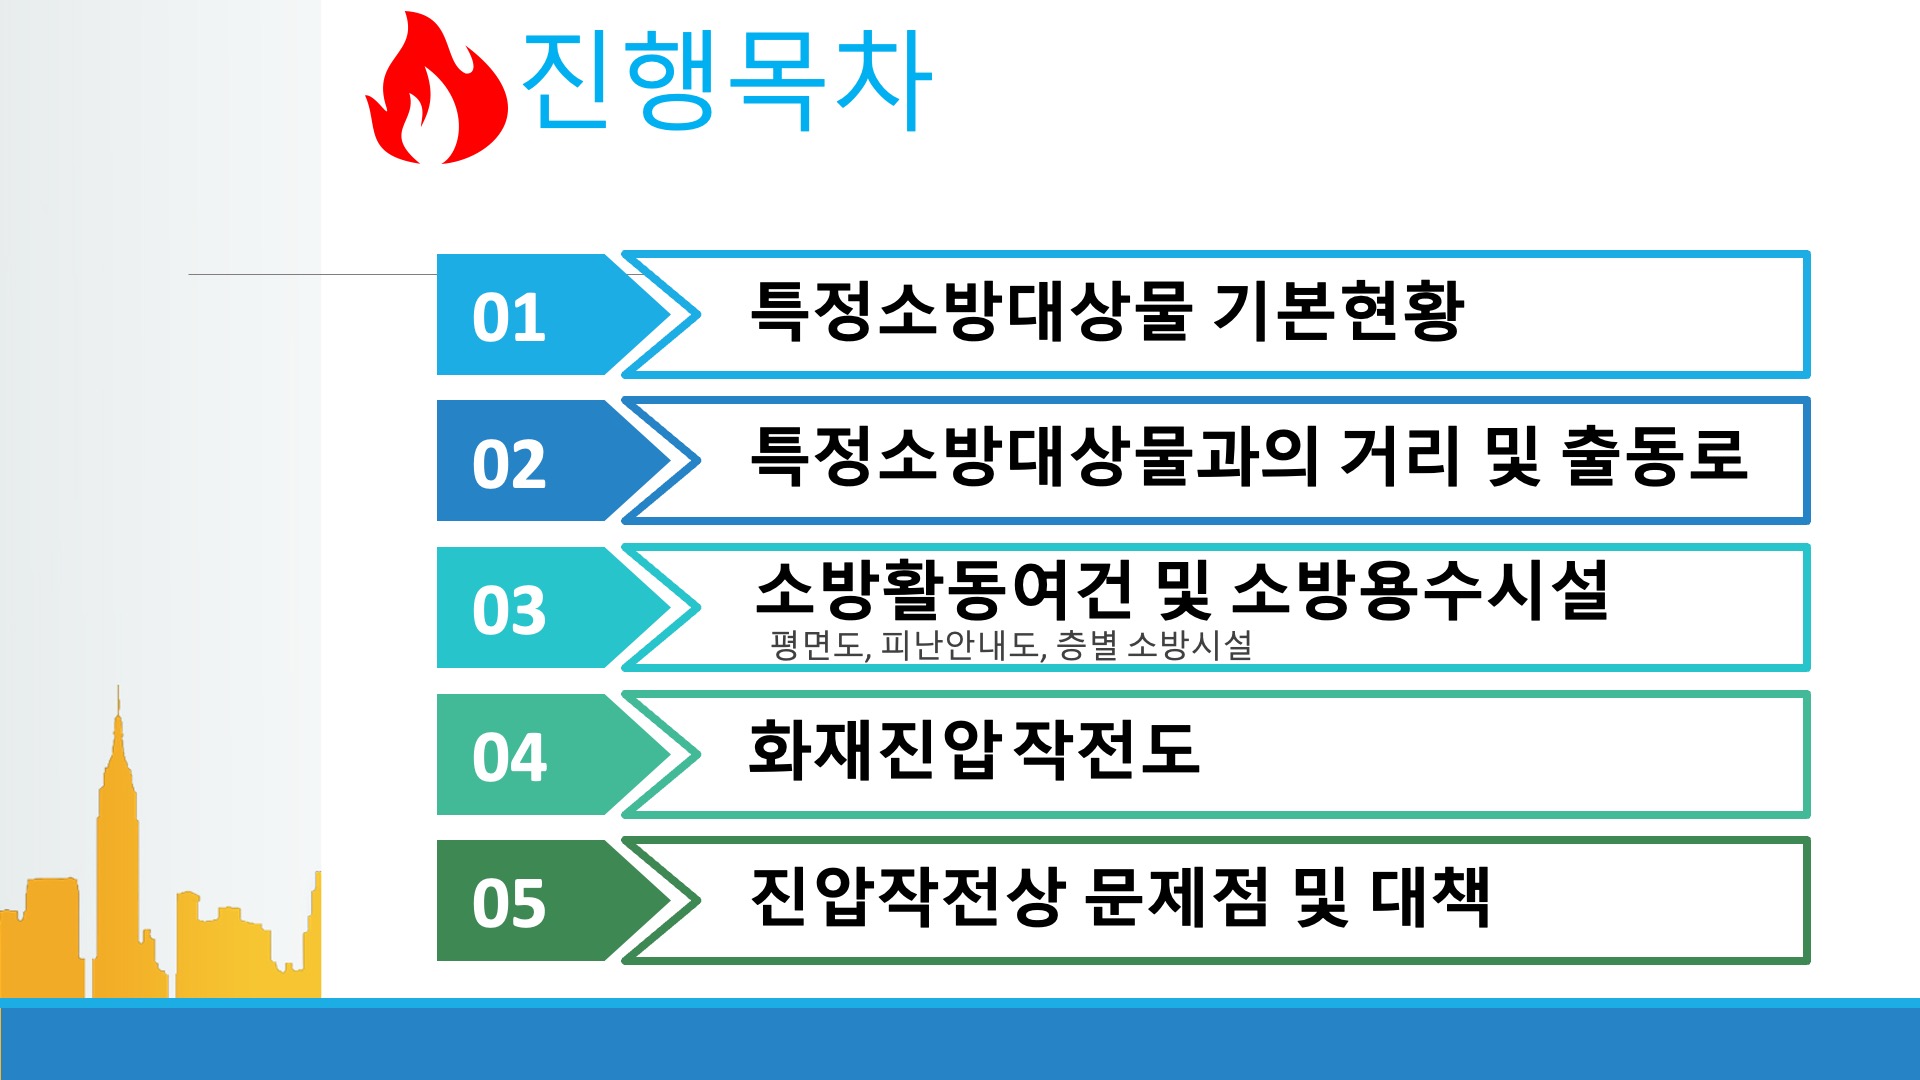 진행목차
01
특정소방대상물 기본현황
02
특정소방대상물과의 거리 및 출동로
03
소방활동여건 및 소방용수시설
평면도, 피난안내도, 층별 소방시설
04
화재진압 작전도
05
진압작전상 문제점 및 대책